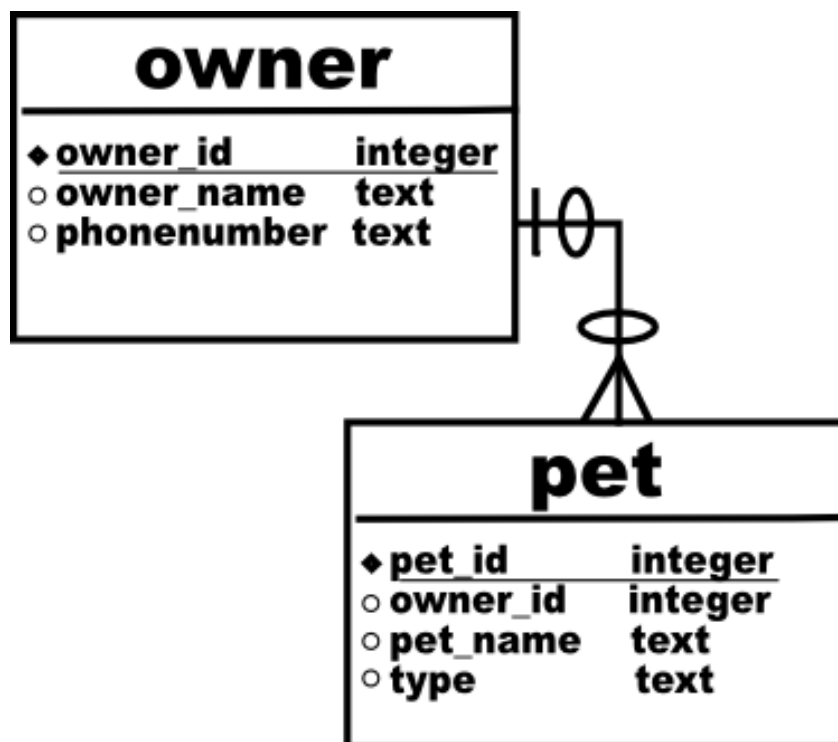 owner
owner_id integer
owner_name text
phonenumber text
pet
pet_id integer
owner_id integer
pet_name text
type text